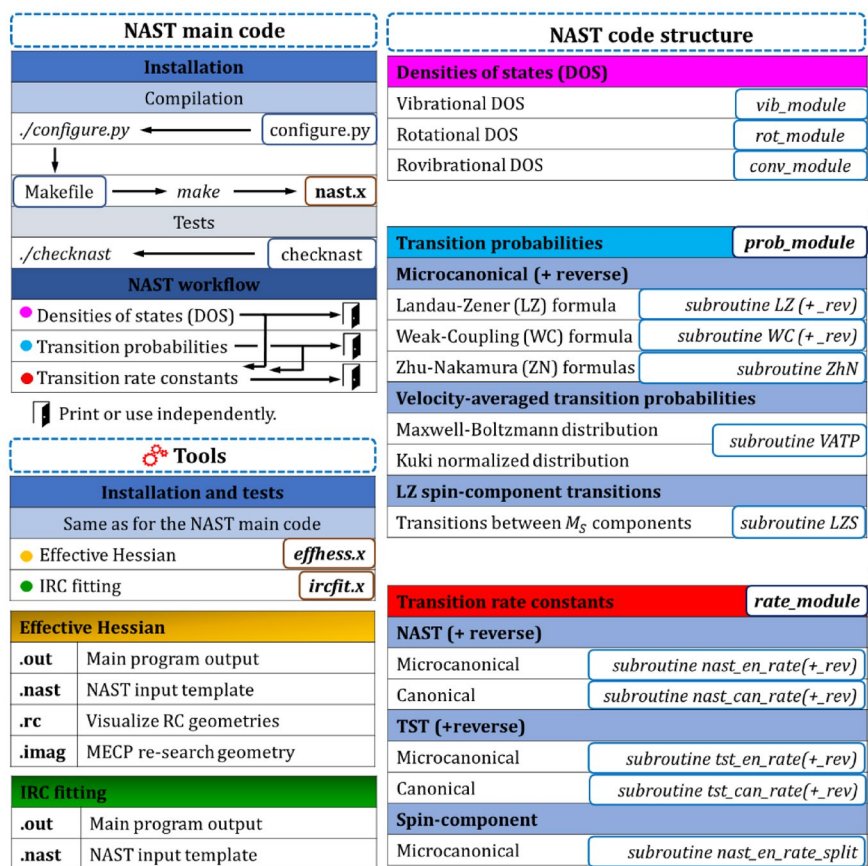 NAST main code
Installation
Compilation
./configure.py configure.py
Makefile make nast.x
Tests
./checknast checknast
NAST workflow
Densities of states (DOS)
Transition probabilities
Transition rate constants
Print or use independently.
Tools
Installation and tests
Same as for the NAST main code
Effective Hessian effhess.x
IRC fitting ircfit.x
Effective Hessian
.out Main program output
.nast NAST input template
.rc Visualize RC geometries
.imag MECP re-search geometry
IRC fitting
.out Main program output
.nast NAST input template
NAST code structure
Densities of states (DOS)
Vibrational DOS vib_module
Rotational DOS rot_module
Rovibrational DOS conv_module
Transition probabilities prob_module
Microcanonical (+ reverse)
Landau-Zener (LZ) formula subroutine LZ (+_rev)
Weak-Coupling (WC) formula subroutine WC (+_rev)
Zhu-Nakamura (ZN) formulas subroutine ZhN
Velocity-averaged transition probabilities
Maxwell-Boltzmann distribution
subroutine VATP
Kuki normalized distribution
LZ spin-component transitions
Transitions between M_S components subroutine LZS
Transition rate constants rate_module
NAST (+ reverse)
Microcanonical subroutine nast_en_rate(+_rev)
Canonical subroutine nast_can_rate(+_rev)
TST (+reverse)
Microcanonical subroutine tst_en_rate(+_rev)
Canonical subroutine tst_can_rate(+_rev)
Spin-component
Microcanonical subroutine nast_en_rate_split